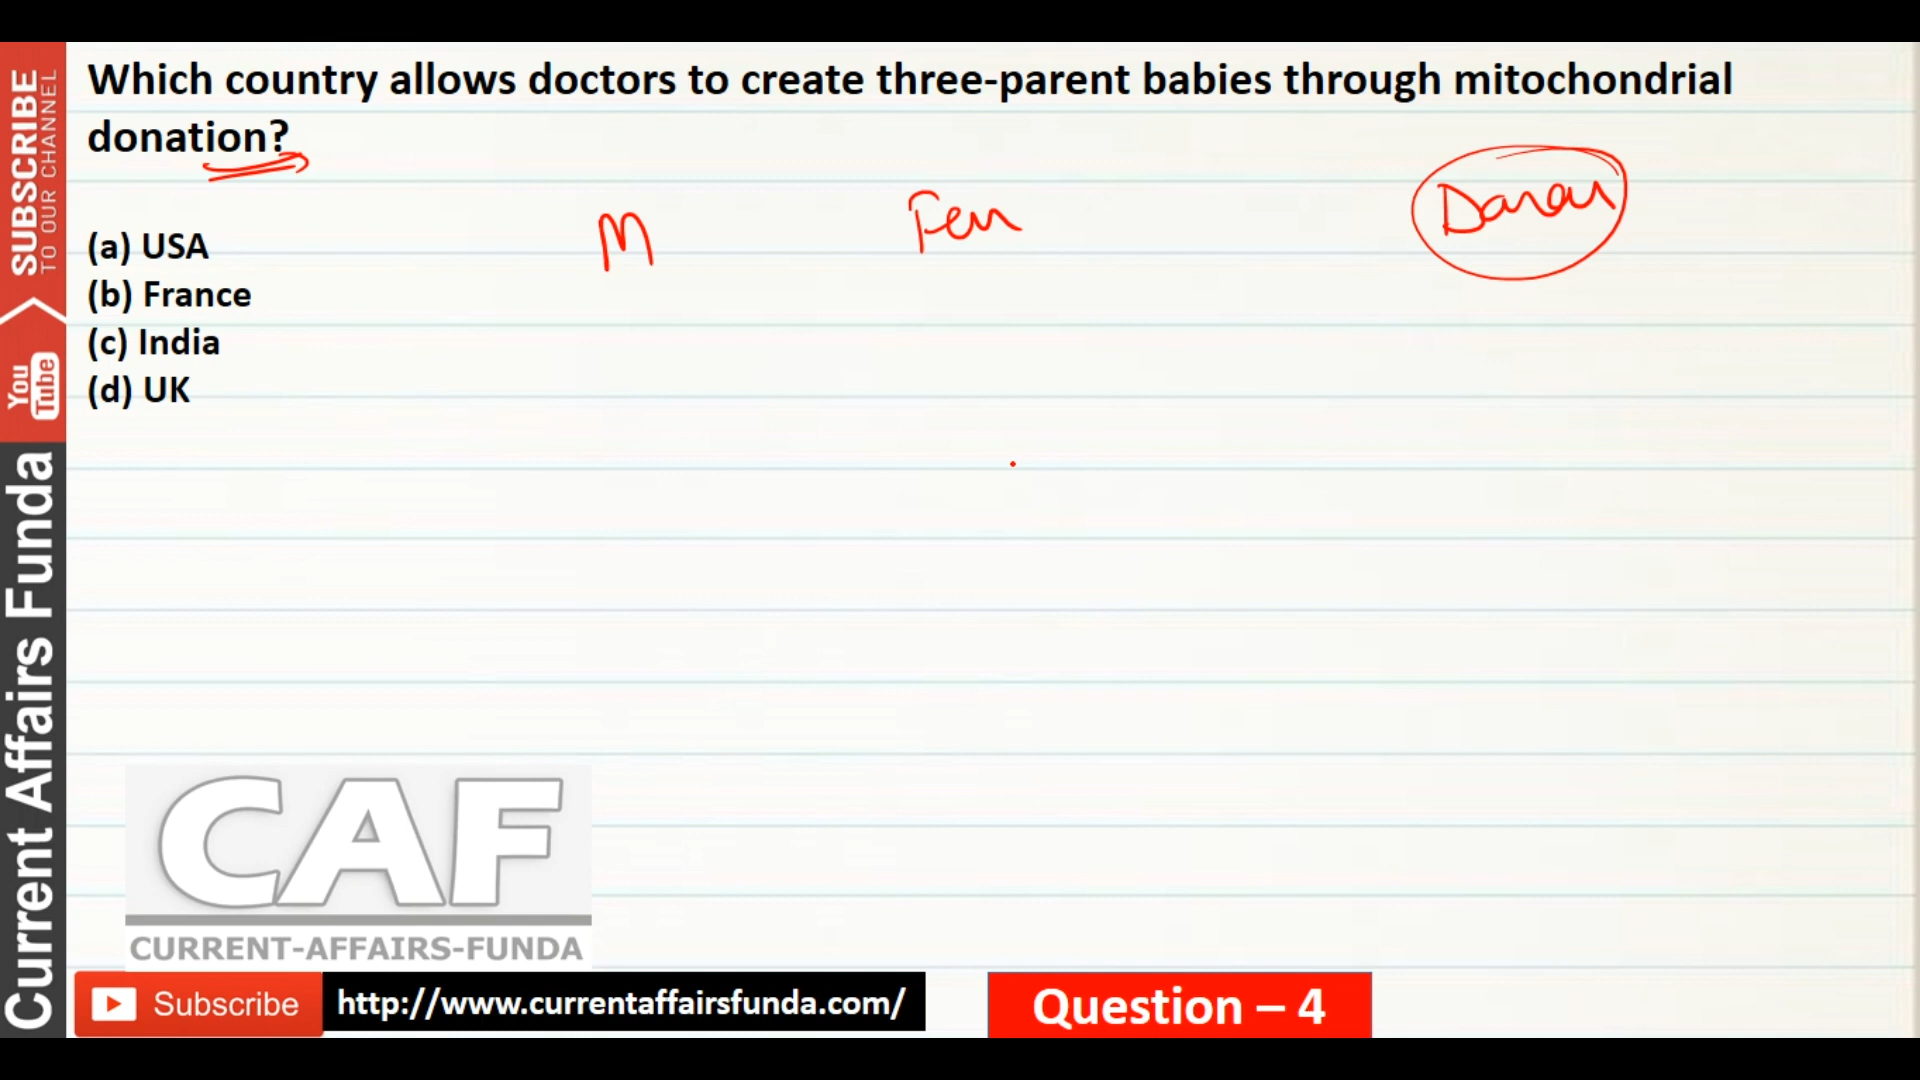 Which country allows doctors to create three-parent babies through mitochondrial
donation?
M
Fem
(a) USA
(b) France
(c) India
(d) UK
SUBSCRIBE
TO OUR CHANNEL
You
Tube
Current Affairs Funda
CAF
CURRENT-AFFAIRS-FUNDA
Subscribe
http://www.currentaffairsfunda.com/
Question – 4